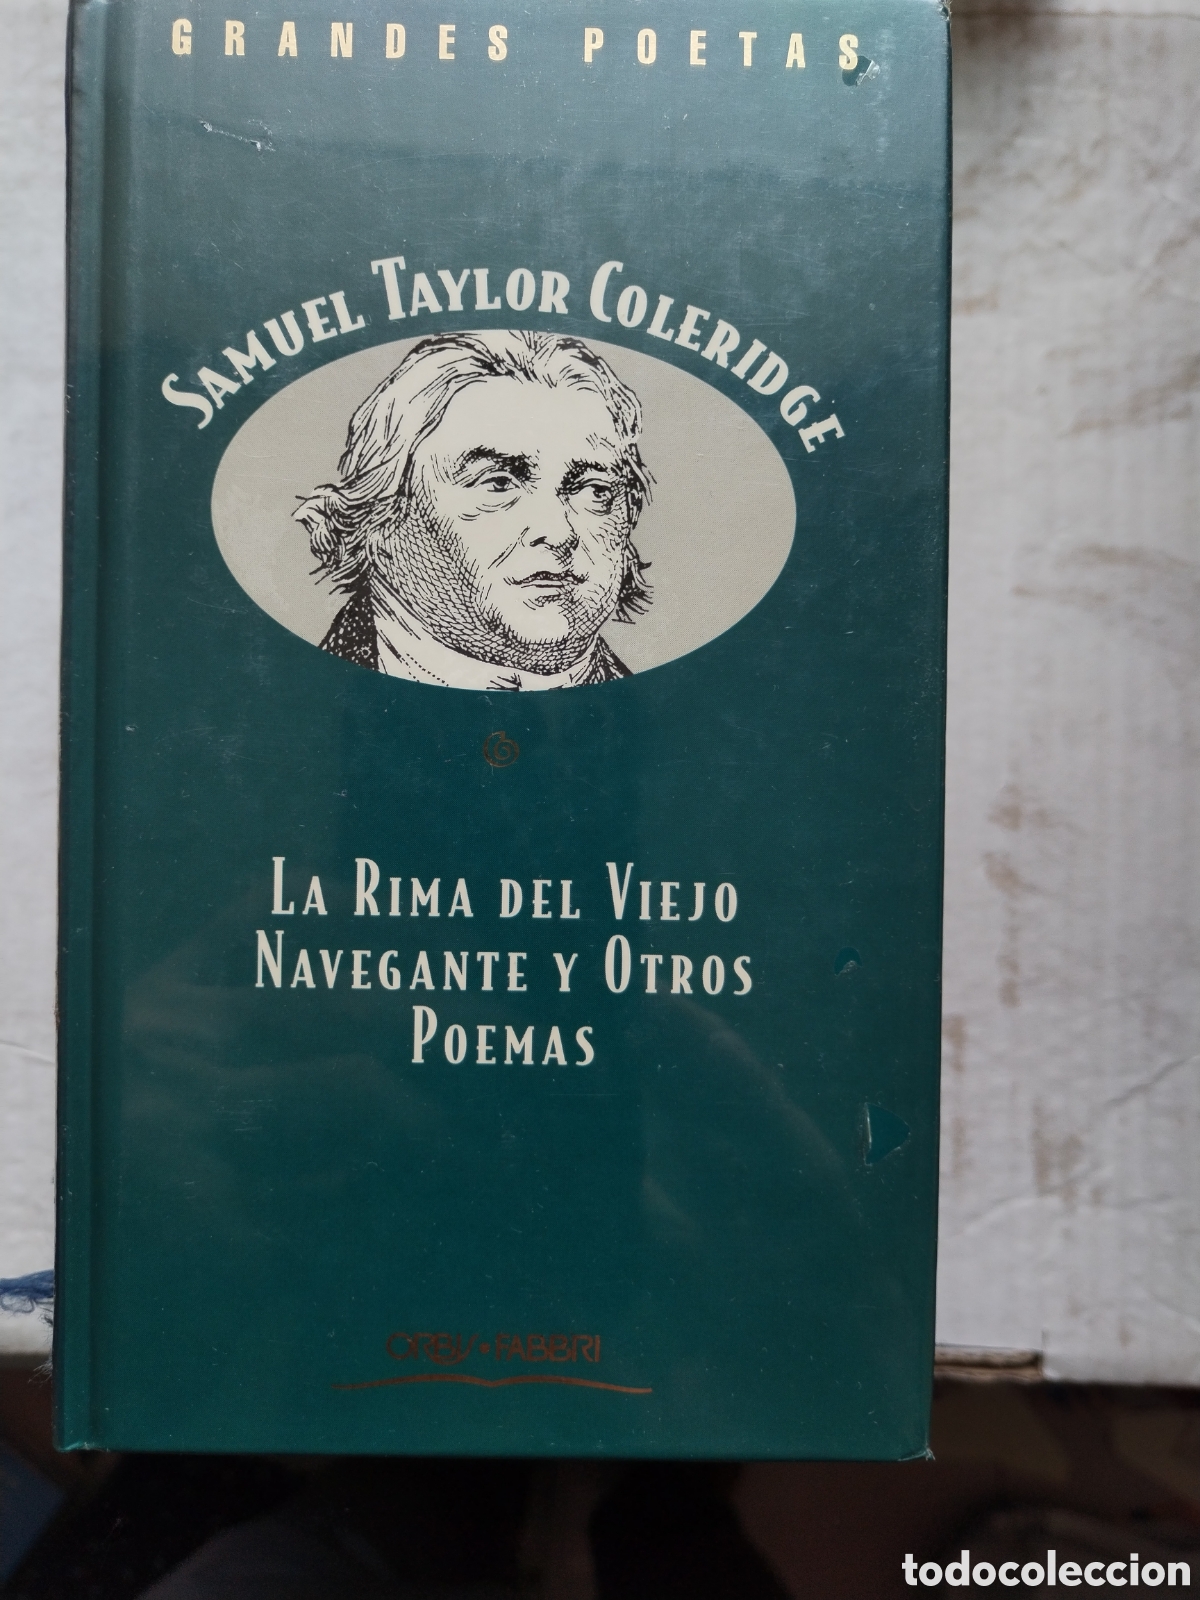 GRANDES POETAS
SAMUEL TAYLOR COLERIDGE
LA RIMA DEL VIEJO
NAVEGANTE Y OTROS
POEMAS
ORBIS • FABBRI
todocoleccion